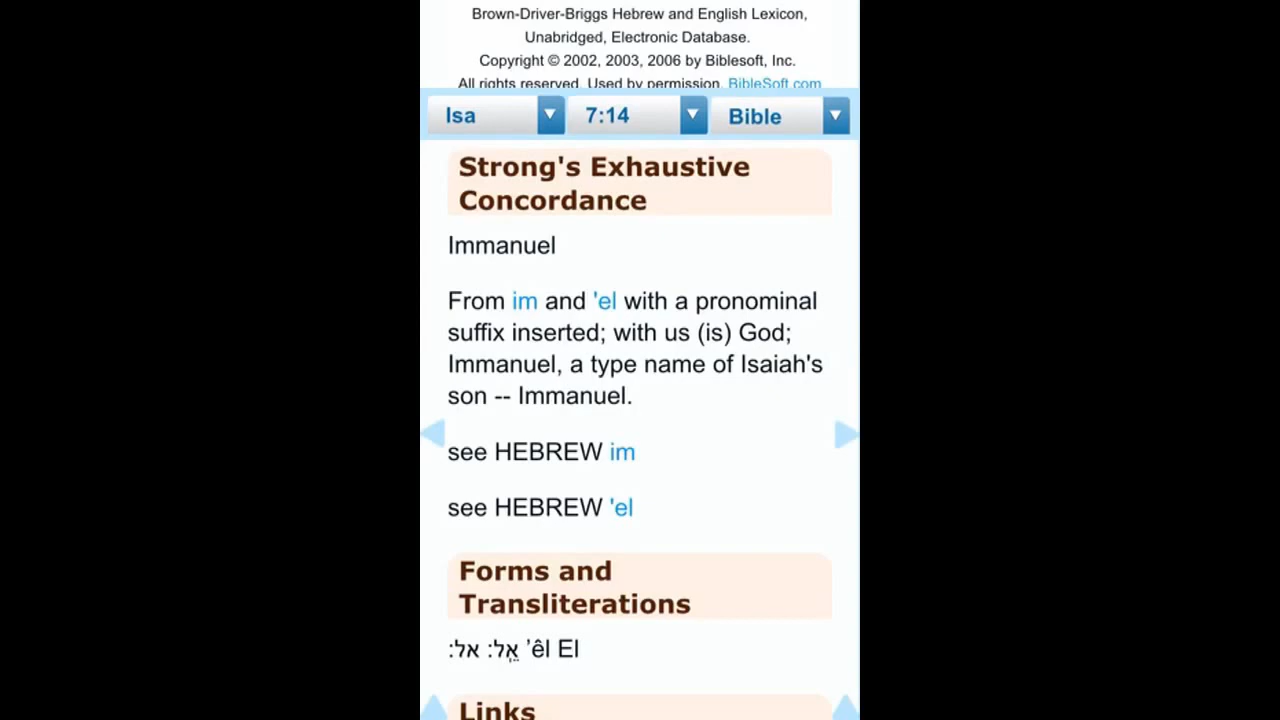 Brown-Driver-Briggs Hebrew and English Lexicon,
Unabridged, Electronic Database.
Copyright © 2002, 2003, 2006 by Biblesoft, Inc.
All rights reserved. Used by permission. BibleSoft.com
Isa 7:14 Bible
Strong's Exhaustive
Concordance
Immanuel
From im and 'el with a pronominal
suffix inserted; with us (is) God;
Immanuel, a type name of Isaiah's
son -- Immanuel.
see HEBREW im
see HEBREW 'el
Forms and
Transliterations
אֵֽל׃ אל׃ ’êl El
Links